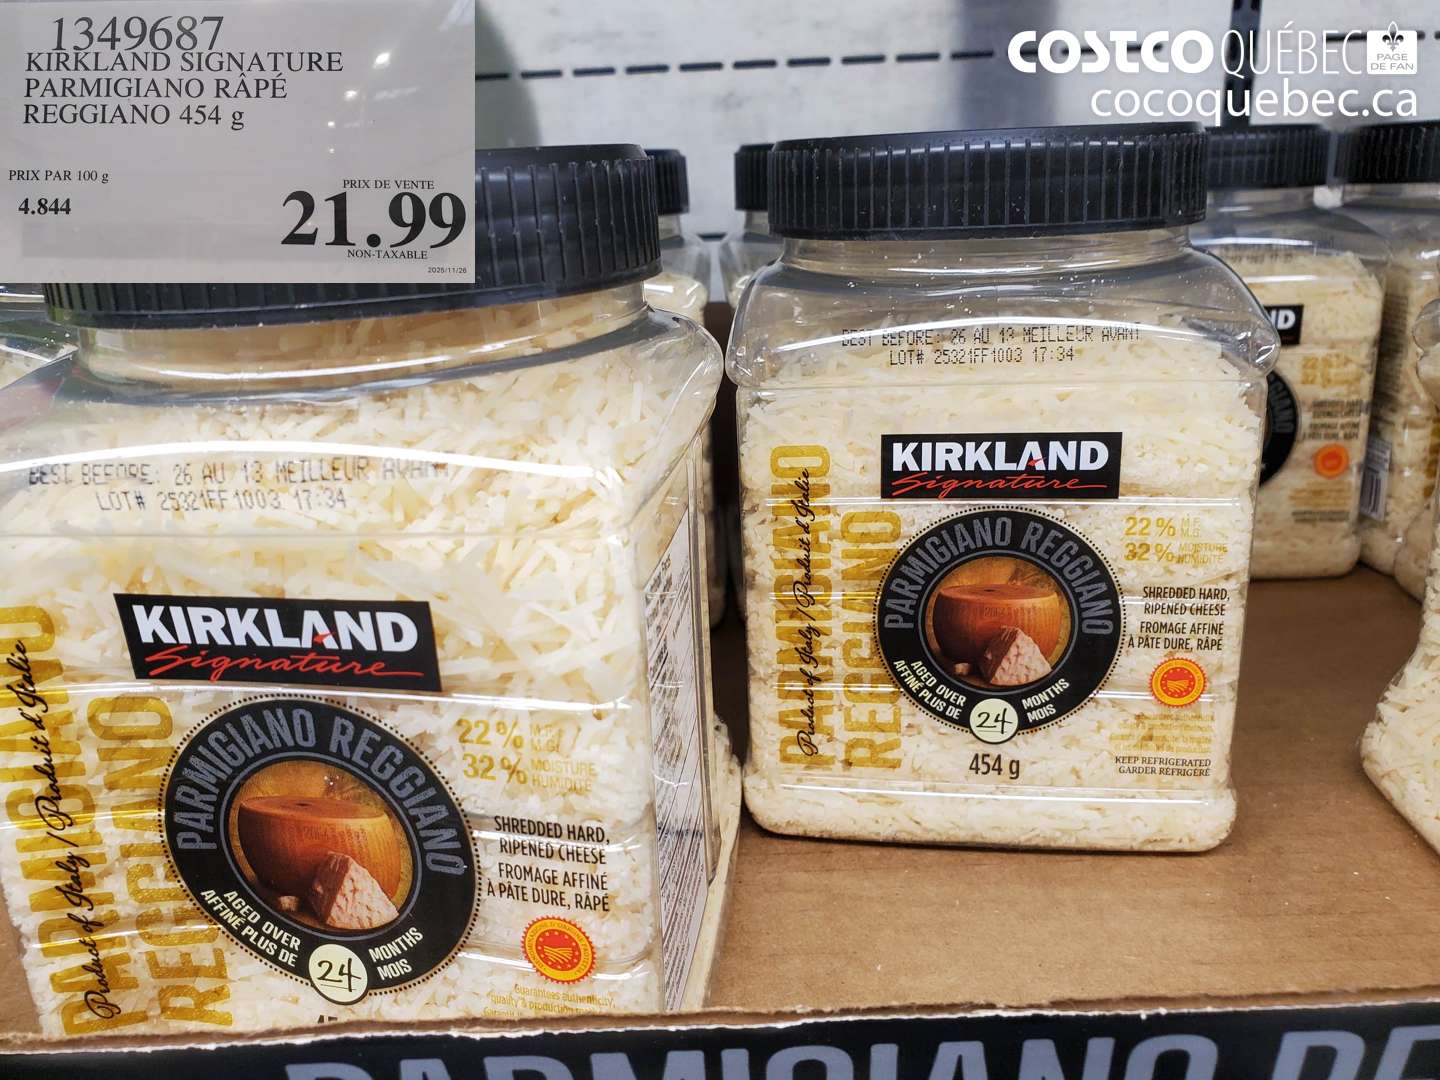 1349687
KIRKLAND SIGNATURE
PARMIGIANO RÂPÉ
REGGIANO 454 g
PRIX PAR 100 g
4.844
PRIX DE VENTE
21.99
NON-TAXABLE
COSTCO QUÉBEC
PAGE
DE FAN
cocoquebec.ca
BEST BEFORE: 26 AU 13 MEILLEUR AVANT
LOT# 25321FF1003 17:34
KIRKLAND
Signature
PARMIGIANO
REGGIANO
Product of Italy / Produit d'Italie
PARMIGIANO REGGIANO
AGED OVER
AFFINÉ PLUS DE
24
MONTHS
MOIS
22% M.F.
M.G.
32% MOISTURE
HUMIDITÉ
SHREDDED HARD,
RIPENED CHEESE
FROMAGE AFFINÉ
À PÂTE DURE, RÂPÉ
Guarantees authenticity,
quality & production
BEST BEFORE: 26 AU 13 MEILLEUR AVANT
LOT# 25321FF1003 17:34
KIRKLAND
Signature
PARMIGIANO
REGGIANO
Product of Italy / Produit d'Italie
PARMIGIANO REGGIANO
AGED OVER
AFFINÉ PLUS DE
24
MONTHS
MOIS
22% M.F.
M.G.
32% MOISTURE
HUMIDITÉ
SHREDDED HARD,
RIPENED CHEESE
FROMAGE AFFINÉ
À PÂTE DURE, RÂPÉ
KEEP REFRIGERATED
GARDER RÉFRIGÉRÉ
454 g
PARMIGIANO